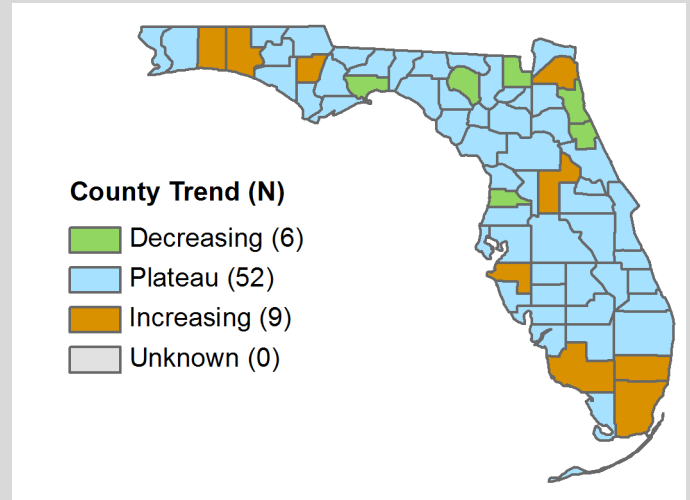 County Trend (N)
Decreasing (6)
Plateau (52)
Increasing (9)
Unknown (0)